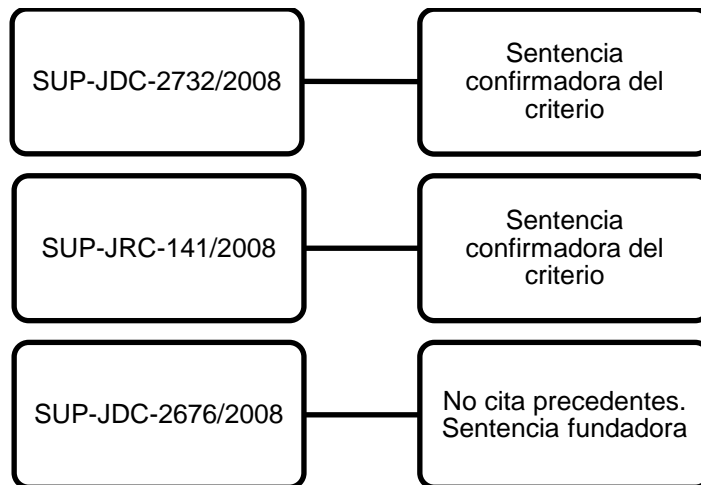 SUP-JDC-2732/2008
Sentencia
confirmadora del
criterio
SUP-JRC-141/2008
Sentencia
confirmadora del
criterio
SUP-JDC-2676/2008
No cita precedentes.
Sentencia fundadora